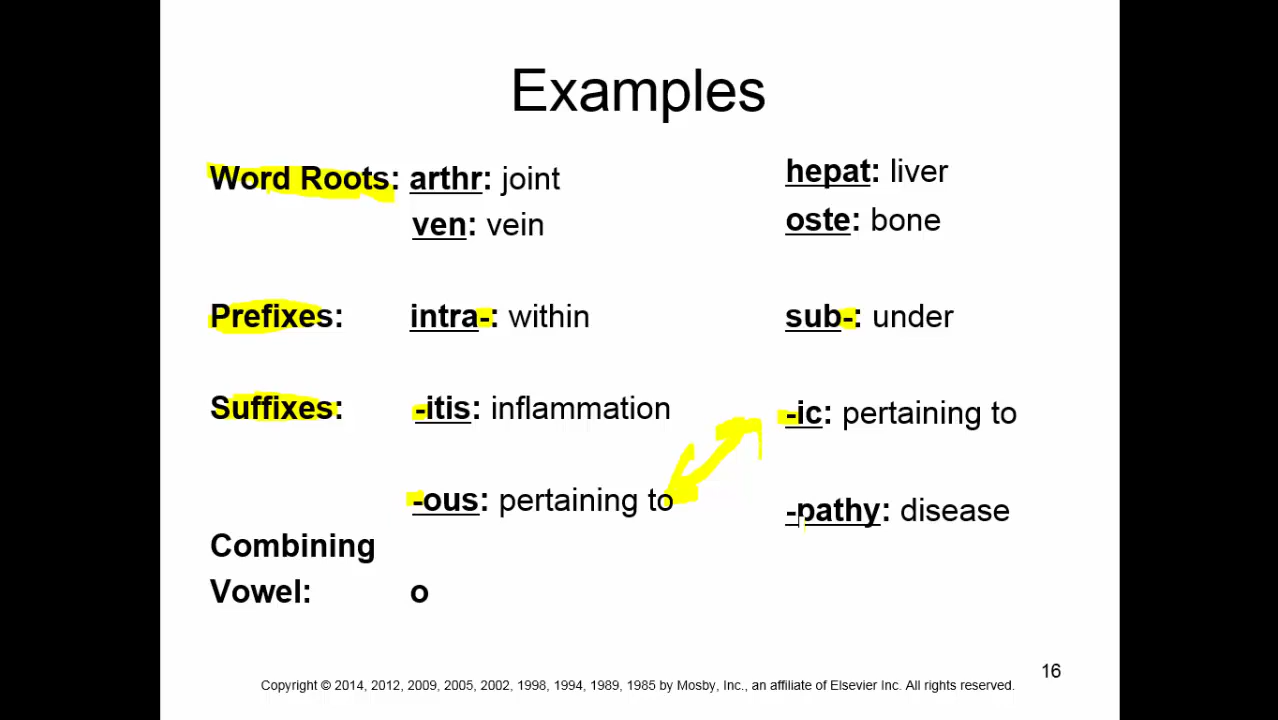 Examples
Word Roots: arthr: joint hepat: liver
ven: vein oste: bone
Prefixes: intra-: within sub-: under
Suffixes: -itis: inflammation -ic: pertaining to
-ous: pertaining to -pathy: disease
Combining
Vowel: o
16
Copyright © 2014, 2012, 2009, 2005, 2002, 1998, 1994, 1989, 1985 by Mosby, Inc., an affiliate of Elsevier Inc. All rights reserved.